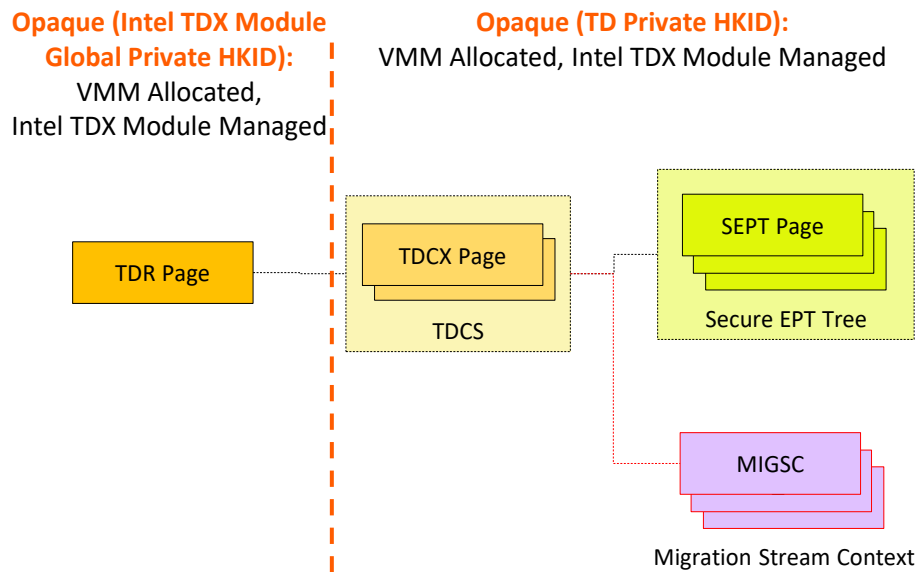 Opaque (Intel TDX Module
Global Private HKID):
VMM Allocated,
Intel TDX Module Managed
Opaque (TD Private HKID):
VMM Allocated, Intel TDX Module Managed
TDR Page
TDCX Page
TDCS
SEPT Page
Secure EPT Tree
MIGSC
Migration Stream Context